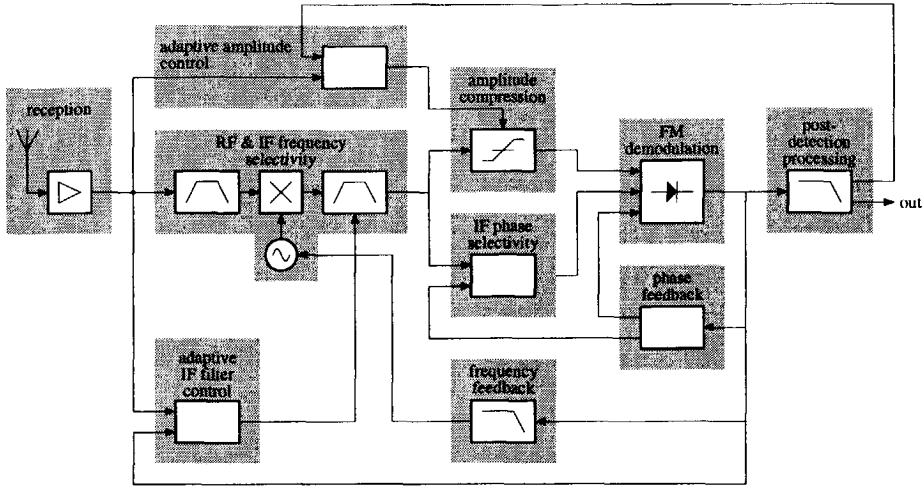 adaptive amplitude
control
reception
amplitude
compression
RF & IF frequency
selectivity
FM
demodulation
post-
detection
processing
out
IF phase
selectivity
phase
feedback
adaptive
IF filter
control
frequency
feedback